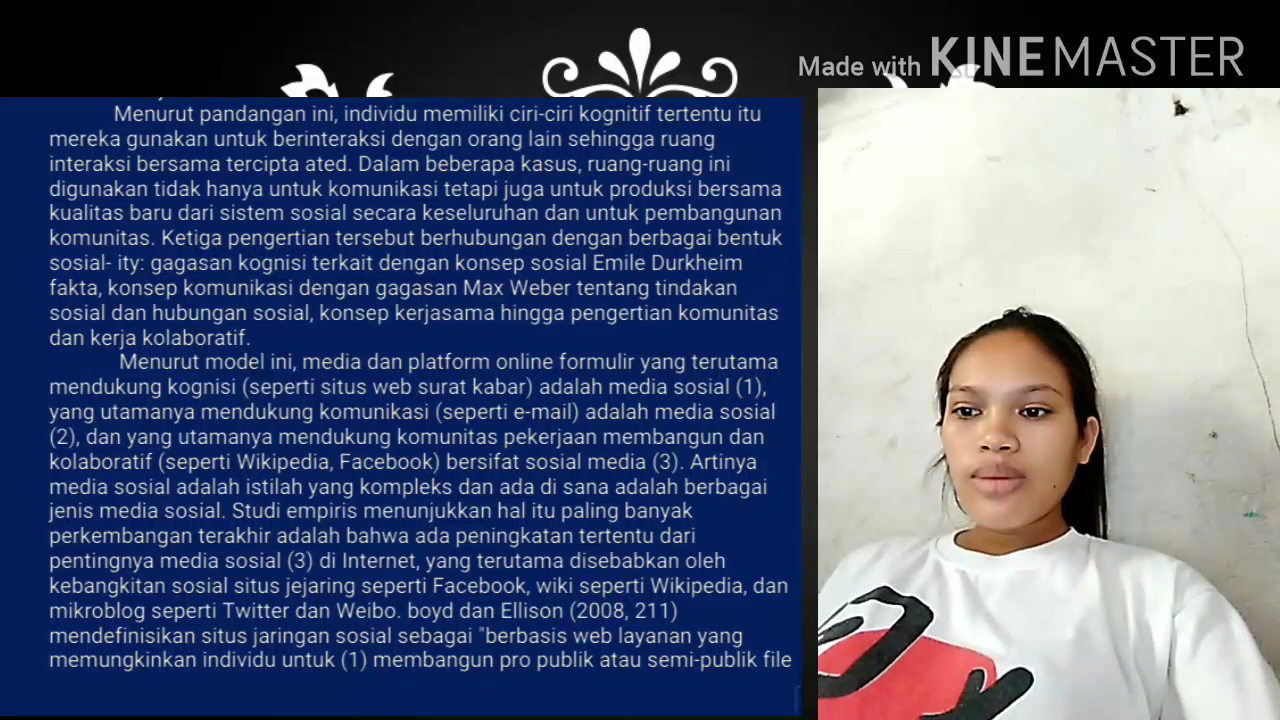 Made with KINEMASTER
Menurut pandangan ini, individu memiliki ciri-ciri kognitif tertentu itu
mereka gunakan untuk berinteraksi dengan orang lain sehingga ruang
interaksi bersama tercipta ated. Dalam beberapa kasus, ruang-ruang ini
digunakan tidak hanya untuk komunikasi tetapi juga untuk produksi bersama
kualitas baru dari sistem sosial secara keseluruhan dan untuk pembangunan
komunitas. Ketiga pengertian tersebut berhubungan dengan berbagai bentuk
sosial- ity: gagasan kognisi terkait dengan konsep sosial Emile Durkheim
fakta, konsep komunikasi dengan gagasan Max Weber tentang tindakan
sosial dan hubungan sosial, konsep kerjasama hingga pengertian komunitas
dan kerja kolaboratif.
Menurut model ini, media dan platform online formulir yang terutama
mendukung kognisi (seperti situs web surat kabar) adalah media sosial (1),
yang utamanya mendukung komunikasi (seperti e-mail) adalah media sosial
(2), dan yang utamanya mendukung komunitas pekerjaan membangun dan
kolaboratif (seperti Wikipedia, Facebook) bersifat sosial media (3). Artinya
media sosial adalah istilah yang kompleks dan ada di sana adalah berbagai
jenis media sosial. Studi empiris menunjukkan hal itu paling banyak
perkembangan terakhir adalah bahwa ada peningkatan tertentu dari
pentingnya media sosial (3) di Internet, yang terutama disebabkan oleh
kebangkitan sosial situs jejaring seperti Facebook, wiki seperti Wikipedia, dan
mikroblog seperti Twitter dan Weibo. boyd dan Ellison (2008, 211)
mendefinisikan situs jaringan sosial sebagai "berbasis web layanan yang
memungkinkan individu untuk (1) membangun pro publik atau semi-publik file